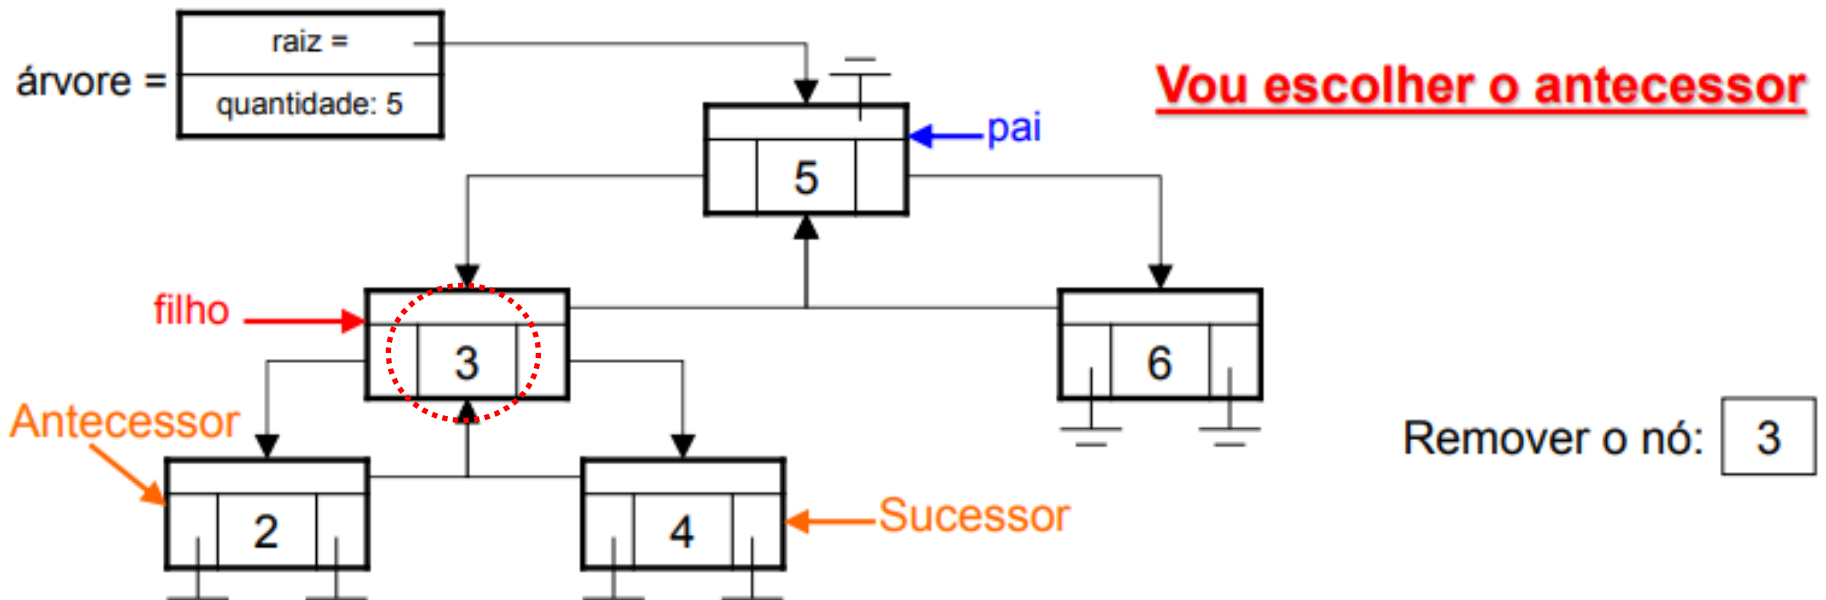 raiz =
árvore =
quantidade: 5
Vou escolher o antecessor
pai
5
filho
3
6
Antecessor
Remover o nó: 3
2
4
Sucessor